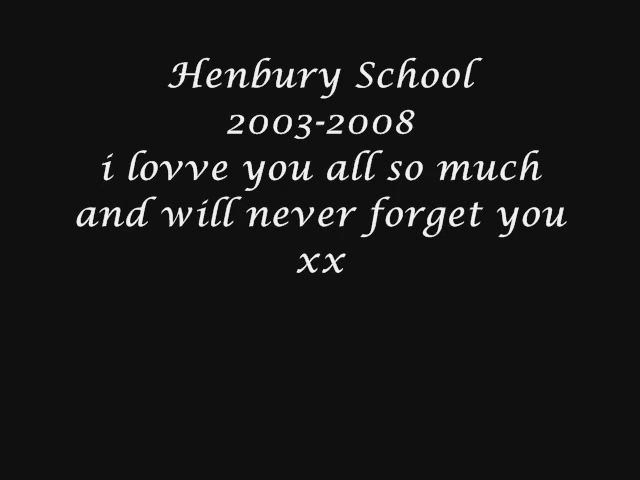 Henbury School
2003-2008
i lovve you all so much
and will never forget you
xx